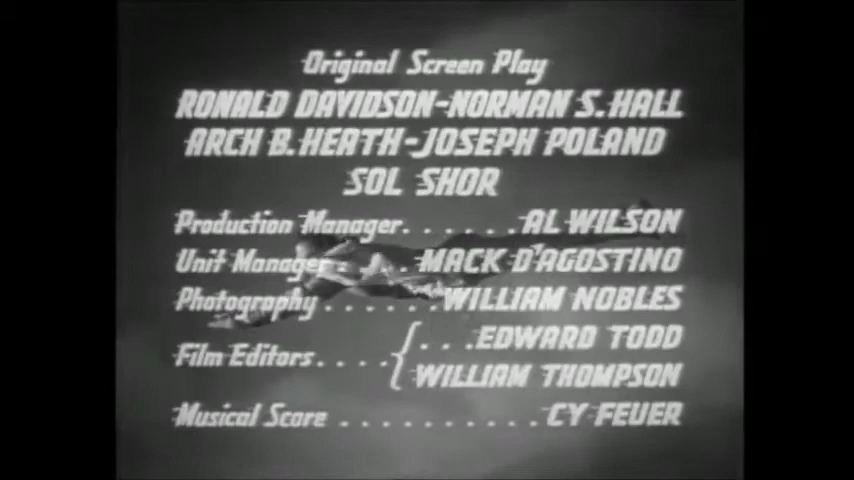 Original Screen Play
RONALD DAVIDSON-NORMAN S. HALL
ARCH B. HEATH-JOSEPH POLAND
SOL SHOR
Production Manager......AL WILSON
Unit Manager.....MACK D'AGOSTINO
Photography......WILLIAM NOBLES
Film Editors....{...EDWARD TODD
WILLIAM THOMPSON
Musical Score..........CY FEUER